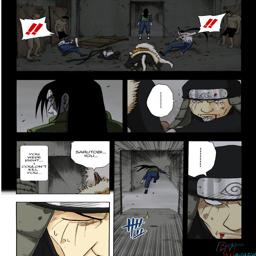 !!
!!
..........
..........
SARUTOBI,
YOU...
YOU
WERE
RIGHT...
I
COULDN'T
KILL
YOU.